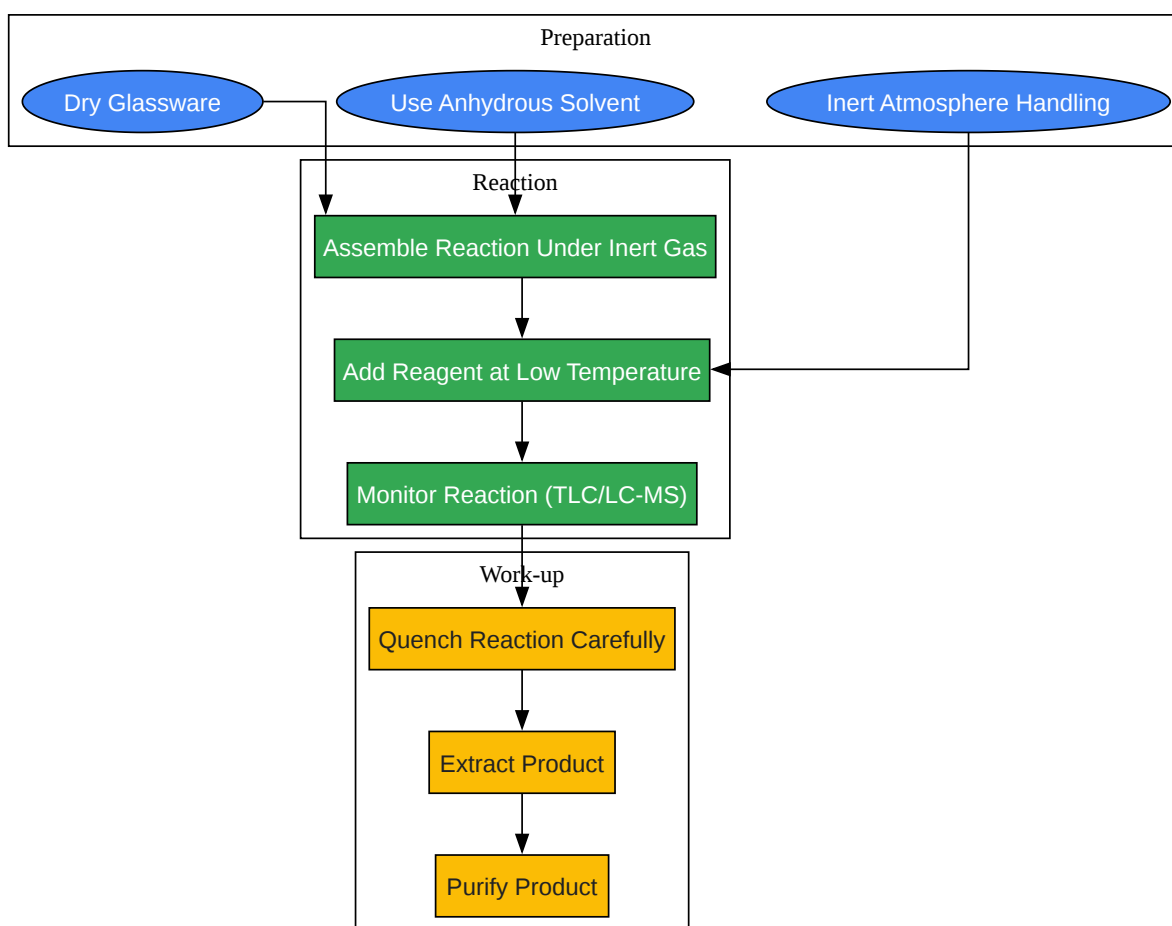 Preparation
Dry Glassware
Use Anhydrous Solvent
Inert Atmosphere Handling
Reaction
Assemble Reaction Under Inert Gas
Add Reagent at Low Temperature
Monitor Reaction (TLC/LC-MS)
Work-up
Quench Reaction Carefully
Extract Product
Purify Product